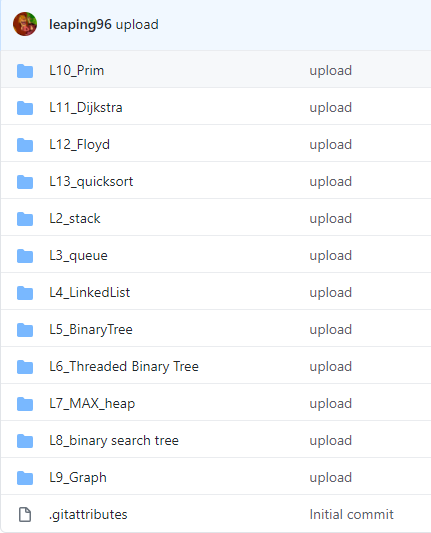 leaping96 upload
L10_Prim upload
L11_Dijkstra upload
L12_Floyd upload
L13_quicksort upload
L2_stack upload
L3_queue upload
L4_LinkedList upload
L5_BinaryTree upload
L6_Threaded Binary Tree upload
L7_MAX_heap upload
L8_binary search tree upload
L9_Graph upload
.gitattributes Initial commit